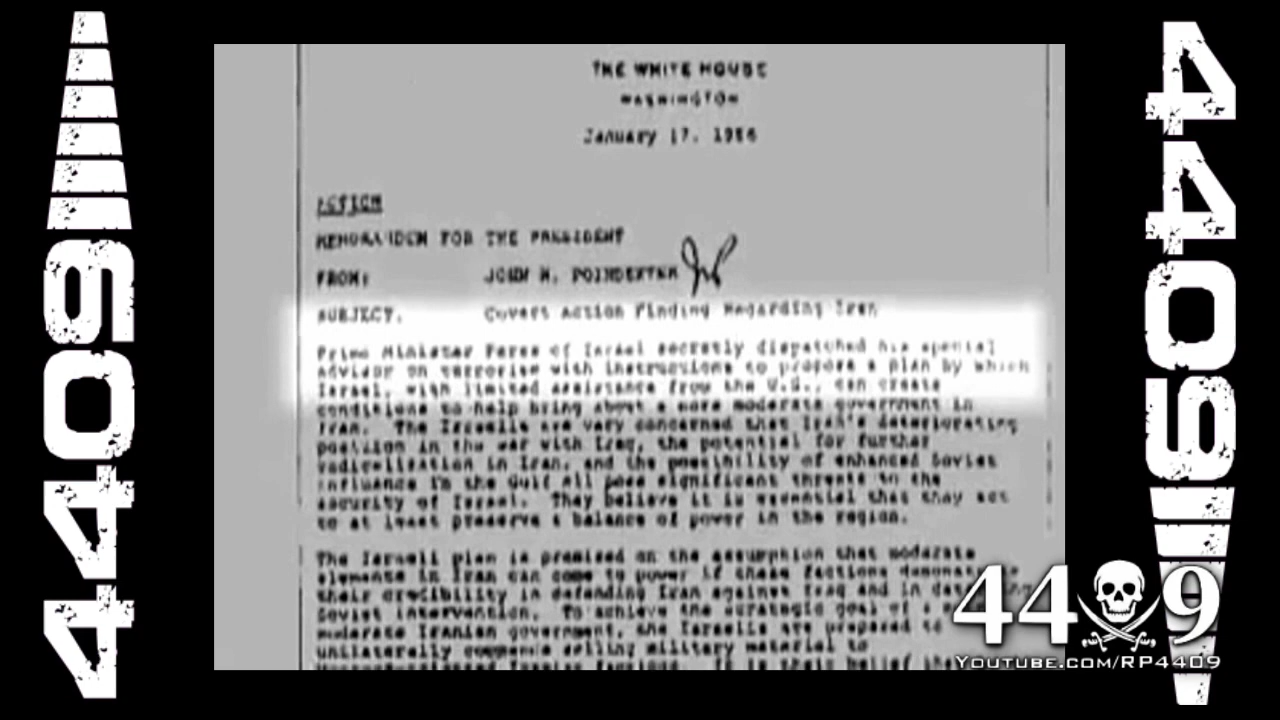 4409
4409
THE WHITE HOUSE
WASHINGTON
January 17, 1986
ACTION
MEMORANDUM FOR THE PRESIDENT
FROM: JOHN M. POINDEXTER
SUBJECT: Covert Action Finding Regarding Iran
Prime Minister Peres of Israel secretly dispatched his special
advisor on terrorism with instructions to propose a plan by which
Israel, with limited assistance from the U.S., can create
conditions to help bring about a more moderate government in
Iran. The Israelis are very concerned that Iran's deteriorating
position in the war with Iraq, the potential for further
radicalization in Iran, and the possibility of enhanced Soviet
influence in the Gulf all pose significant threats to the
security of Israel. They believe it is essential that they act
to at least preserve a balance of power in the region.
The Israeli plan is premised on the assumption that moderate
elements in Iran can come to power if these factions
their credibility in defending Iran against Iraq and in
Soviet intervention. To achieve the strategic goal of a
moderate Iranian government, the Israelis are prepared to
unilaterally commence selling military material to
It is their belief
4409
YOUTUBE.COM/RP4409